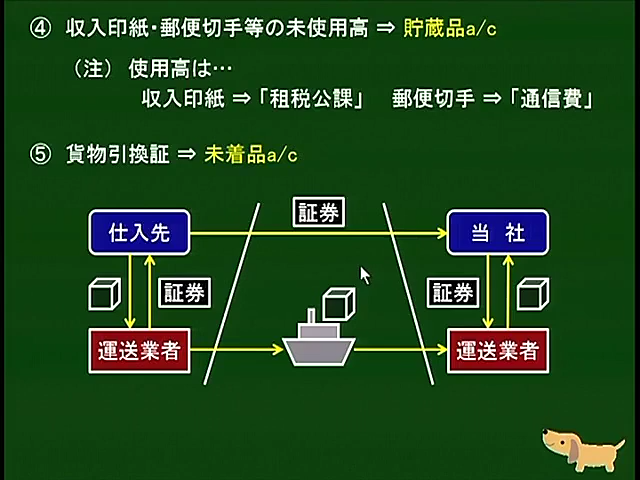 ④ 収入印紙・郵便切手等の未使用高 ⇒ 貯蔵品a/c
（注） 使用高は…
収入印紙 ⇒「租税公課」 郵便切手 ⇒「通信費」
⑤ 貨物引換証 ⇒ 未着品a/c
証券
仕入先
当 社
証券
証券
運送業者
運送業者